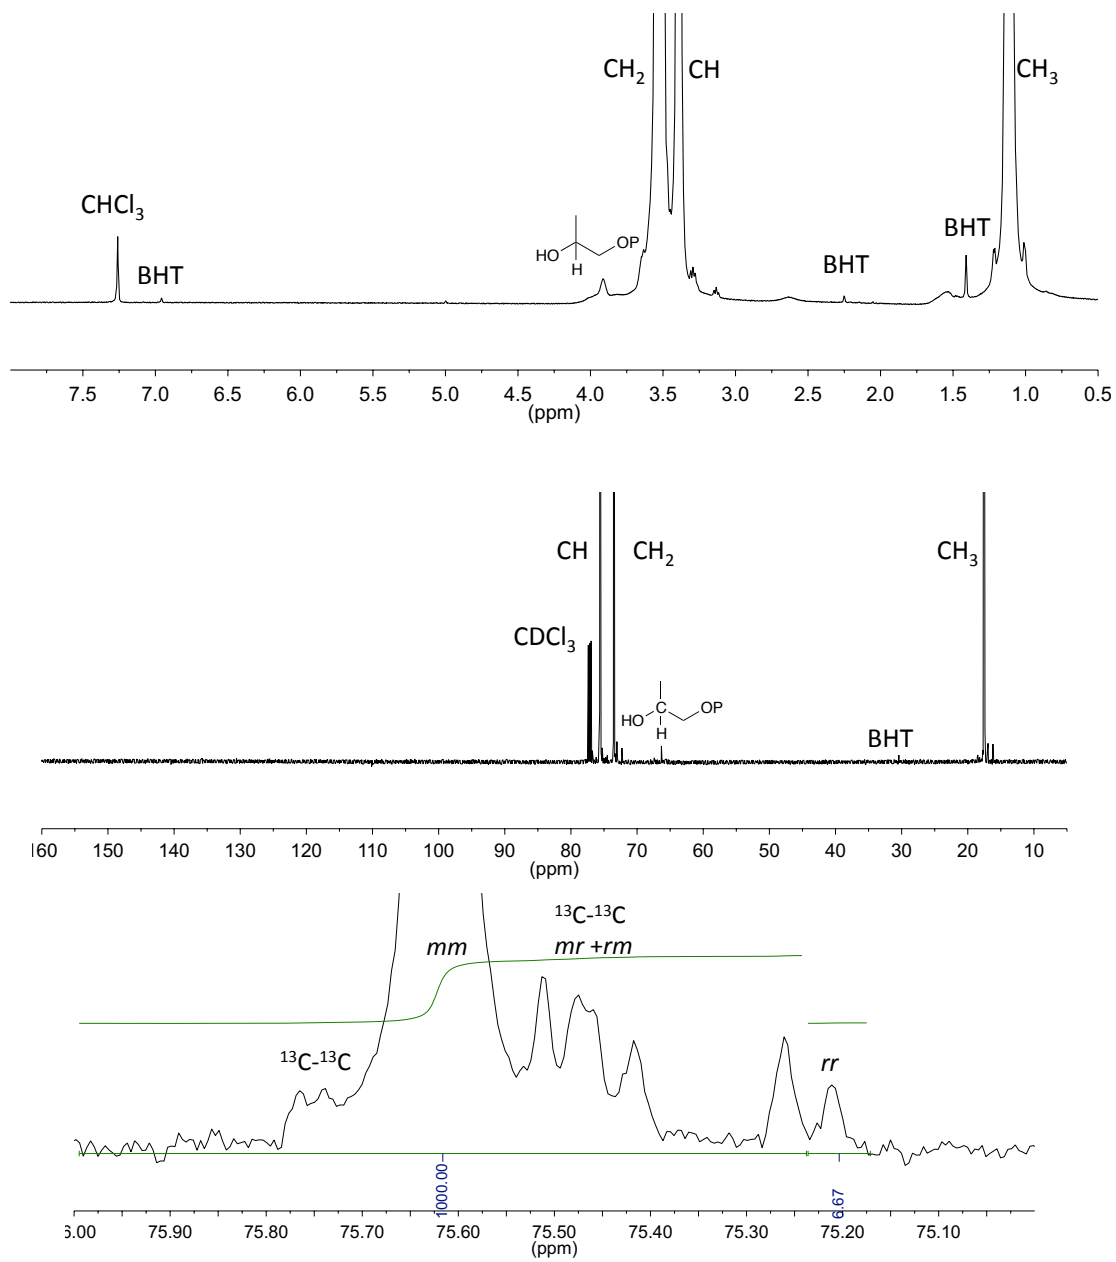 CH₂ CH CH₃
CHCl₃
BHT
HO H OP
BHT
BHT
7.5 7.0 6.5 6.0 5.5 5.0 4.5 4.0 3.5 3.0 2.5 2.0 1.5 1.0 0.5
(ppm)
CH CH₂ CH₃
CDCl₃
HO C H OP
BHT
160 150 140 130 120 110 100 90 80 70 60 50 40 30 20 10
(ppm)
¹³C-¹³C
mm mr +rm
¹³C-¹³C
rr
1000.00 6.67
6.00 75.90 75.80 75.70 75.60 75.50 75.40 75.30 75.20 75.10
(ppm)